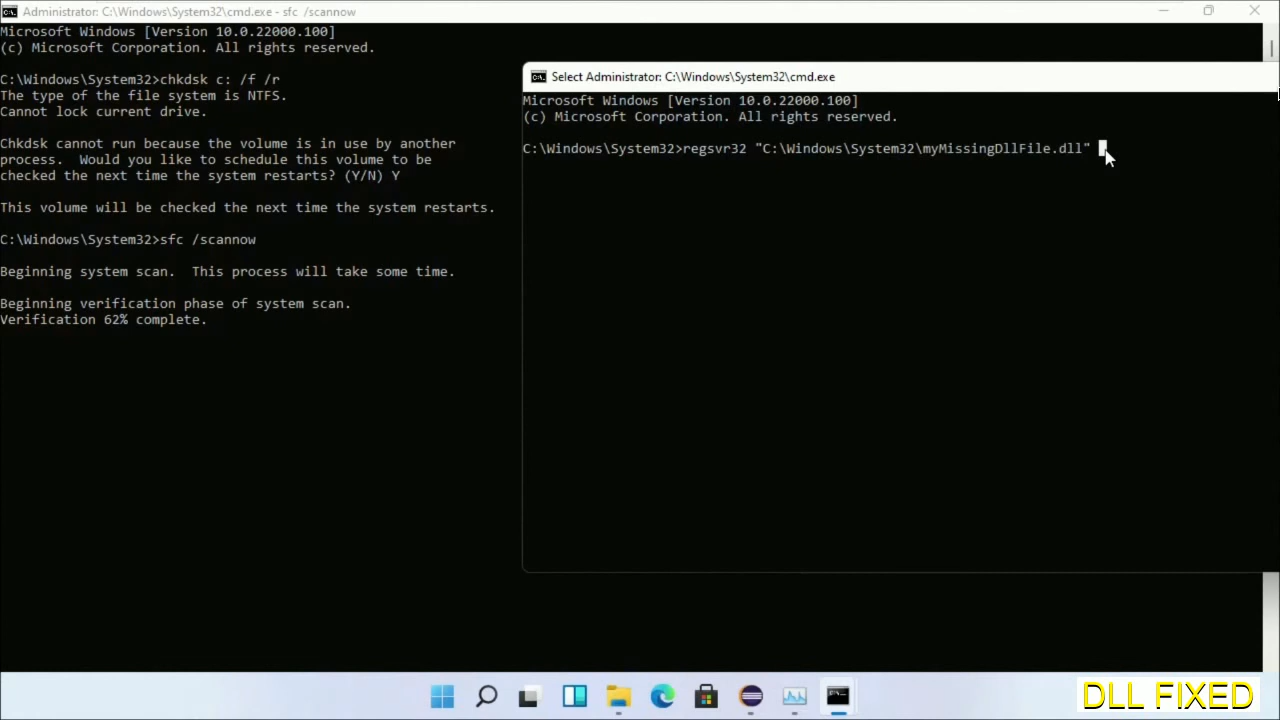 Administrator: C:\Windows\System32\cmd.exe - sfc /scannow
Microsoft Windows [Version 10.0.22000.100]
(c) Microsoft Corporation. All rights reserved.
C:\Windows\System32>chkdsk c: /f /r
The type of the file system is NTFS.
Cannot lock current drive.
Chkdsk cannot run because the volume is in use by another
process.  Would you like to schedule this volume to be
checked the next time the system restarts? (Y/N) Y
This volume will be checked the next time the system restarts.
C:\Windows\System32>sfc /scannow
Beginning system scan.  This process will take some time.
Beginning verification phase of system scan.
Verification 62% complete.
Select Administrator: C:\Windows\System32\cmd.exe
Microsoft Windows [Version 10.0.22000.100]
(c) Microsoft Corporation. All rights reserved.
C:\Windows\System32>regsvr32 "C:\Windows\System32\myMissingDllFile.dll"
DLL FIXED